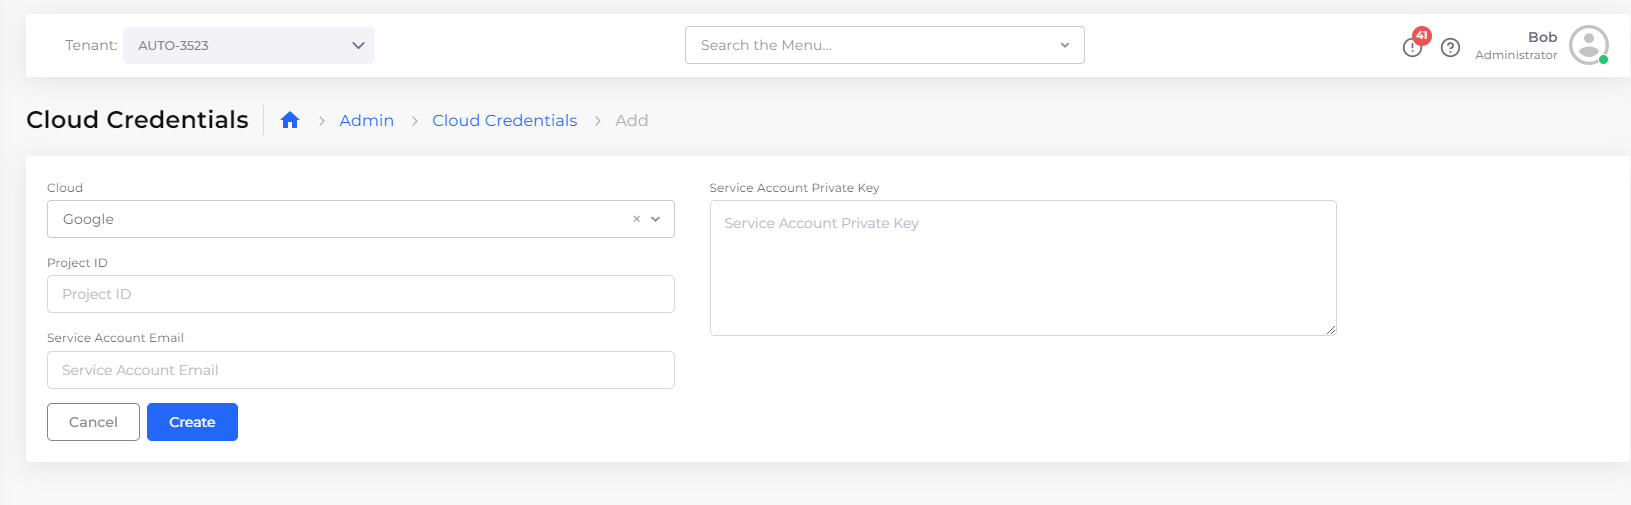 Tenant: AUTO-3523
Search the Menu...
41
Bob
Administrator
Cloud Credentials
Admin > Cloud Credentials > Add
Cloud
Google
Project ID
Project ID
Service Account Email
Service Account Email
Service Account Private Key
Service Account Private Key
Cancel Create